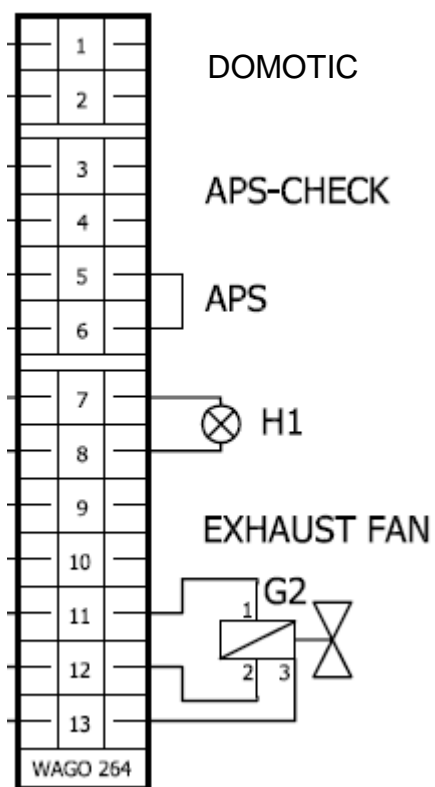 1
DOMOTIC
2
3
APS-CHECK
4
5
APS
6
7
H1
8
9
EXHAUST FAN
10
11
G2
1
12
2 3
13
WAGO 264